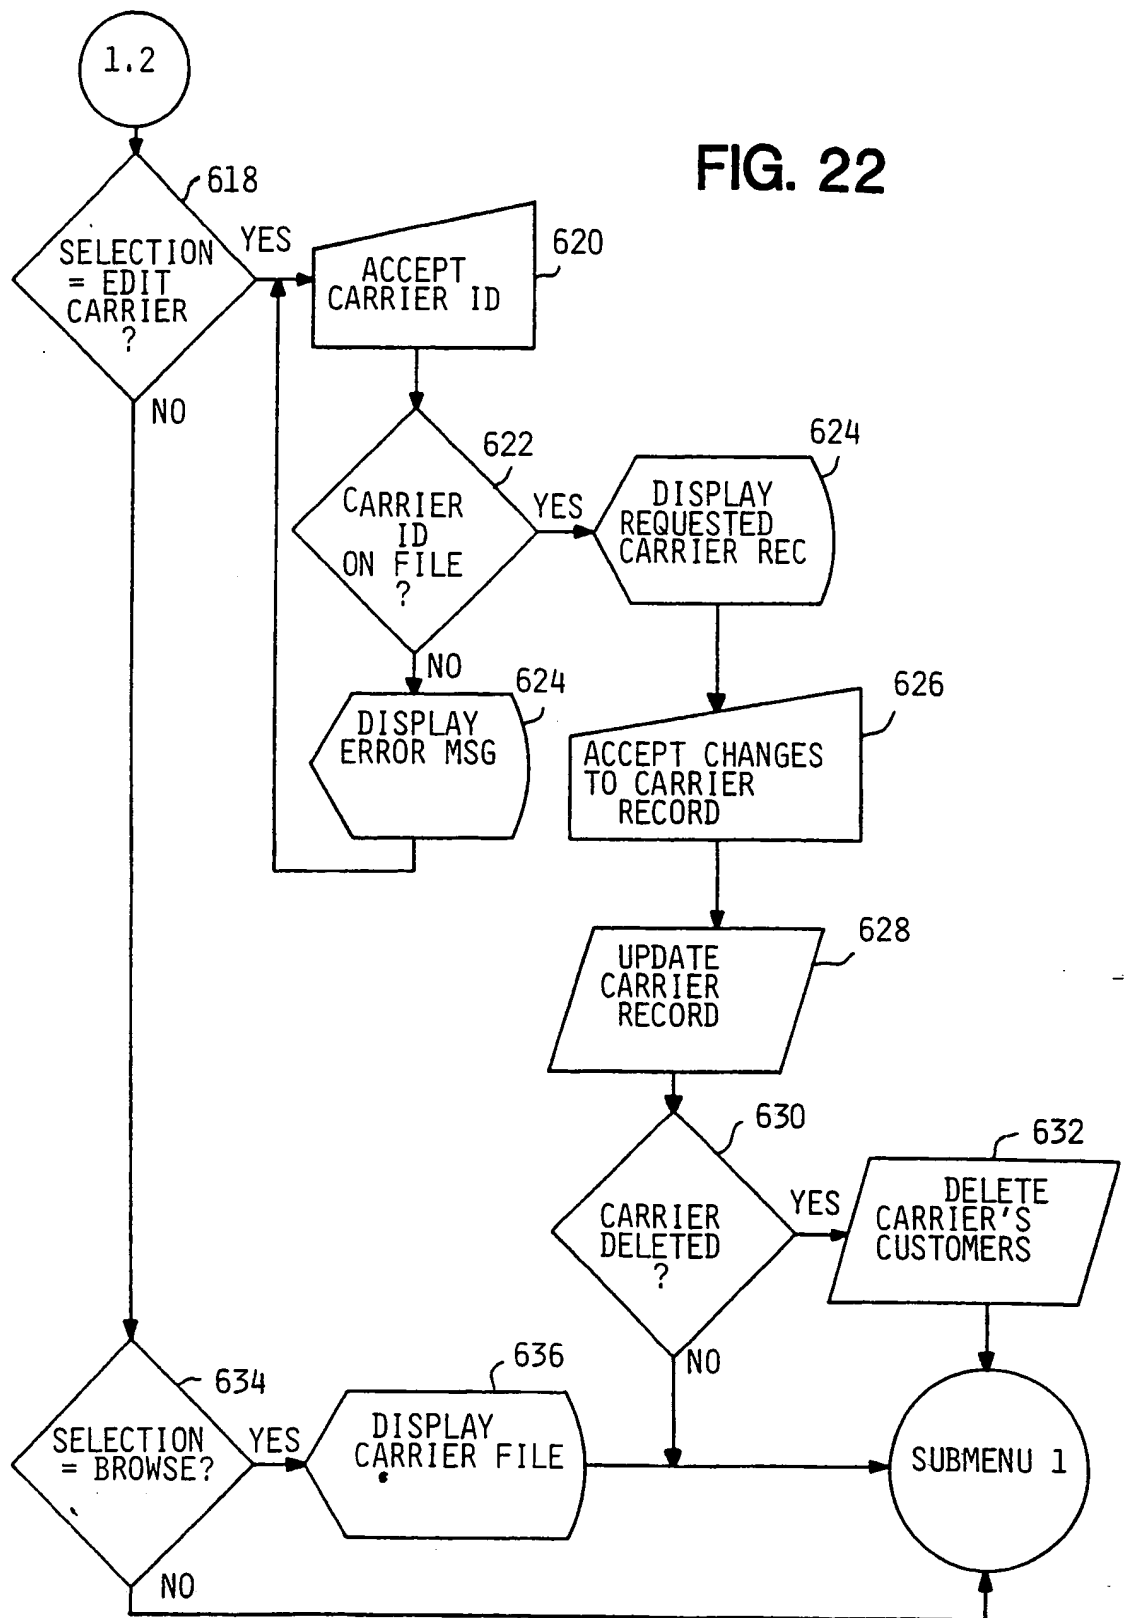 1.2
FIG. 22
618
SELECTION
= EDIT
CARRIER
?
YES
NO
620
ACCEPT
CARRIER ID
622
CARRIER
ID
ON FILE
?
YES
NO
624
DISPLAY
REQUESTED
CARRIER REC
624
DISPLAY
ERROR MSG
626
ACCEPT CHANGES
TO CARRIER
RECORD
628
UPDATE
CARRIER
RECORD
630
CARRIER
DELETED
?
YES
NO
632
DELETE
CARRIER'S
CUSTOMERS
634
SELECTION
= BROWSE?
YES
NO
636
DISPLAY
CARRIER FILE
SUBMENU 1